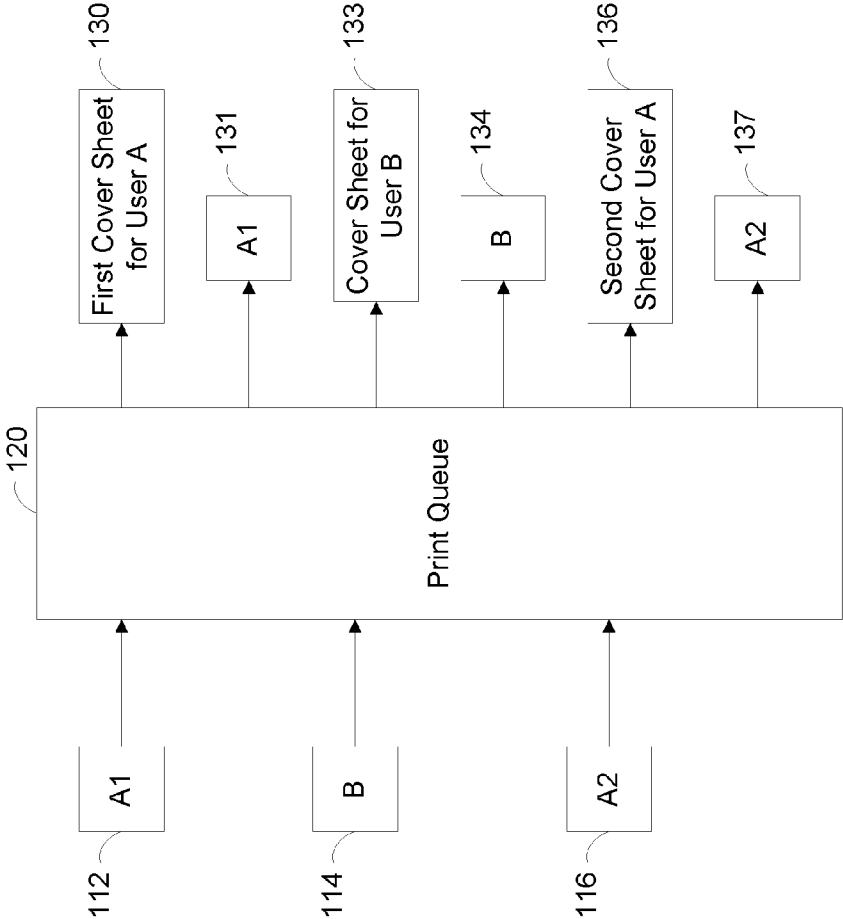 130
First Cover Sheet
for User A
131
A1
133
Cover Sheet for
User B
134
B
136
Second Cover
Sheet for User A
137
A2
120
Print Queue
112
A1
114
B
116
A2